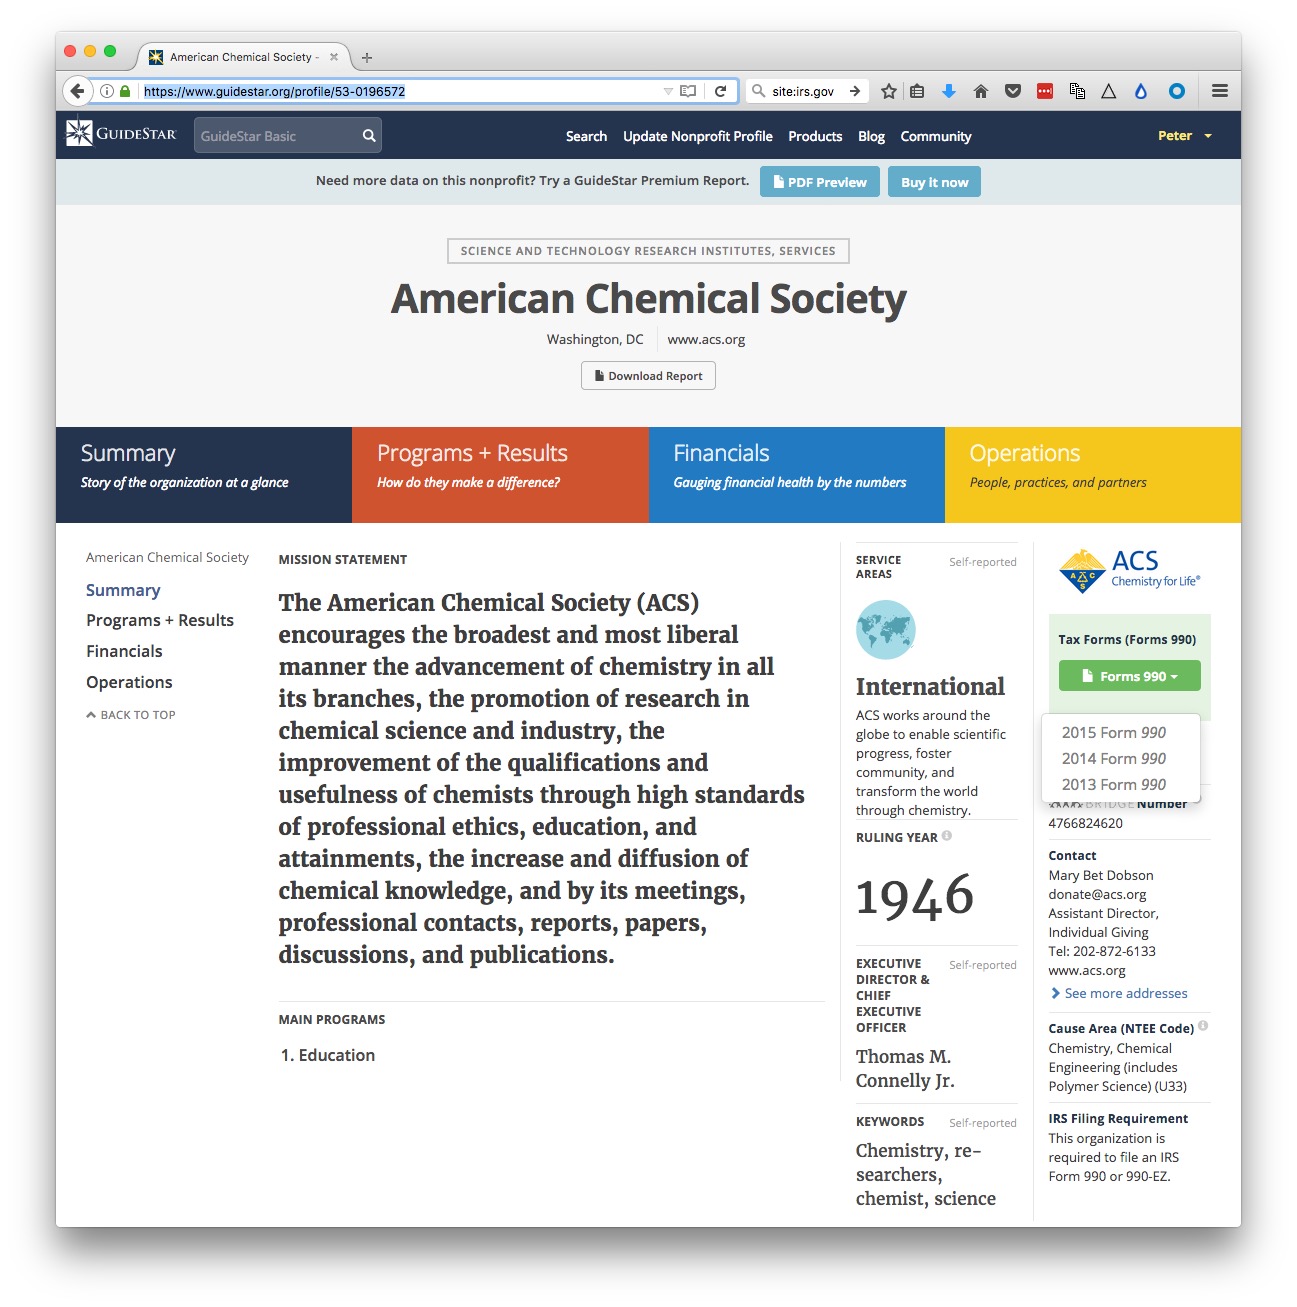 American Chemical Society -
https://www.guidestar.org/profile/53-0196572
site:irs.gov
GUIDESTAR
GuideStar Basic
Search
Update Nonprofit Profile
Products
Blog
Community
Peter
Need more data on this nonprofit? Try a GuideStar Premium Report.
PDF Preview
Buy it now
SCIENCE AND TECHNOLOGY RESEARCH INSTITUTES, SERVICES
American Chemical Society
Washington, DC
www.acs.org
Download Report
Summary
Story of the organization at a glance
Programs + Results
How do they make a difference?
Financials
Gauging financial health by the numbers
Operations
People, practices, and partners
American Chemical Society
Summary
Programs + Results
Financials
Operations
BACK TO TOP
MISSION STATEMENT
The American Chemical Society (ACS)
encourages the broadest and most liberal
manner the advancement of chemistry in all
its branches, the promotion of research in
chemical science and industry, the
improvement of the qualifications and
usefulness of chemists through high standards
of professional ethics, education, and
attainments, the increase and diffusion of
chemical knowledge, and by its meetings,
professional contacts, reports, papers,
discussions, and publications.
MAIN PROGRAMS
1. Education
SERVICE
AREAS
Self-reported
International
ACS works around the
globe to enable scientific
progress, foster
community, and
transform the world
through chemistry.
RULING YEAR
1946
EXECUTIVE
DIRECTOR &
CHIEF
EXECUTIVE
OFFICER
Self-reported
Thomas M.
Connelly Jr.
KEYWORDS
Self-reported
Chemistry, re-
searchers,
chemist, science
A C S
S
ACS
Chemistry for Life®
Tax Forms (Forms 990)
Forms 990
2015 Form 990
2014 Form 990
2013 Form 990
BRIDGE Number
4766824620
Contact
Mary Bet Dobson
donate@acs.org
Assistant Director,
Individual Giving
Tel: 202-872-6133
www.acs.org
See more addresses
Cause Area (NTEE Code)
Chemistry, Chemical
Engineering (includes
Polymer Science) (U33)
IRS Filing Requirement
This organization is
required to file an IRS
Form 990 or 990-EZ.